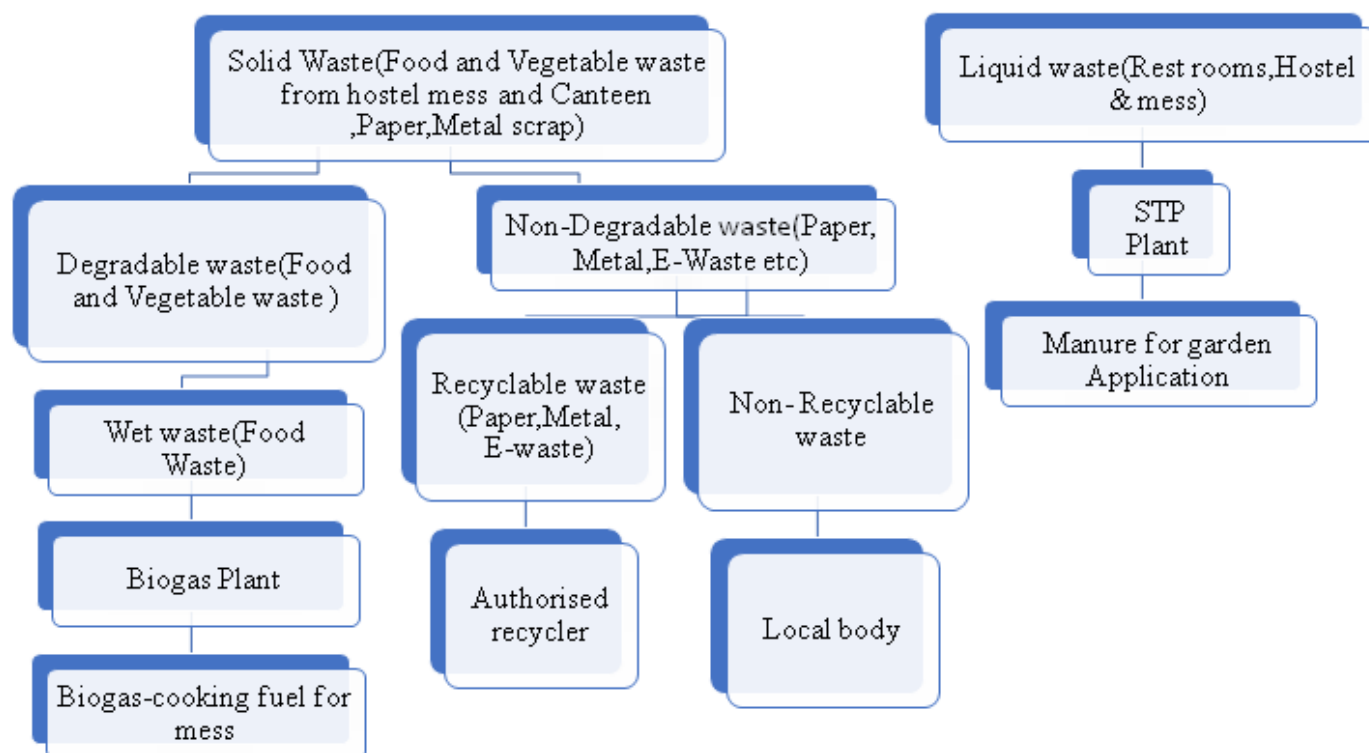 Solid Waste(Food and Vegetable waste
from hostel mess and Canteen
,Paper,Metal scrap)
Liquid waste(Rest rooms,Hostel
& mess)
Degradable waste(Food
and Vegetable waste )
Non-Degradable waste(Paper,
Metal,E-Waste etc)
STP
Plant
Wet waste(Food
Waste)
Recyclable waste
(Paper,Metal,
E-waste)
Non- Recyclable
waste
Manure for garden
Application
Biogas Plant
Authorised
recycler
Local body
Biogas-cooking fuel for
mess